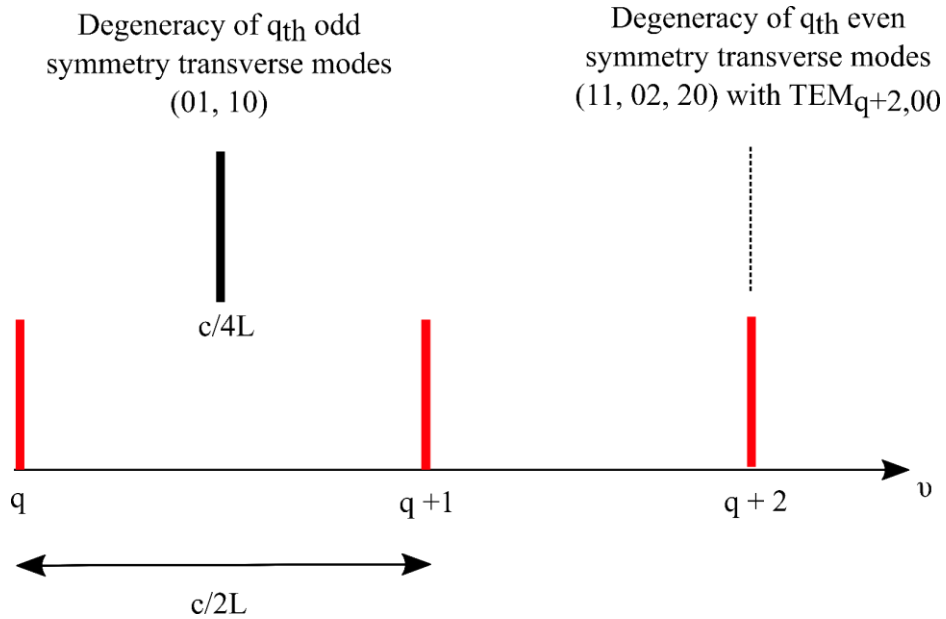 Degeneracy of qth odd
symmetry transverse modes
(01, 10)
Degeneracy of qth even
symmetry transverse modes
(11, 02, 20) with TEMq+2,00
c/4L
q
q +1
q + 2
υ
c/2L